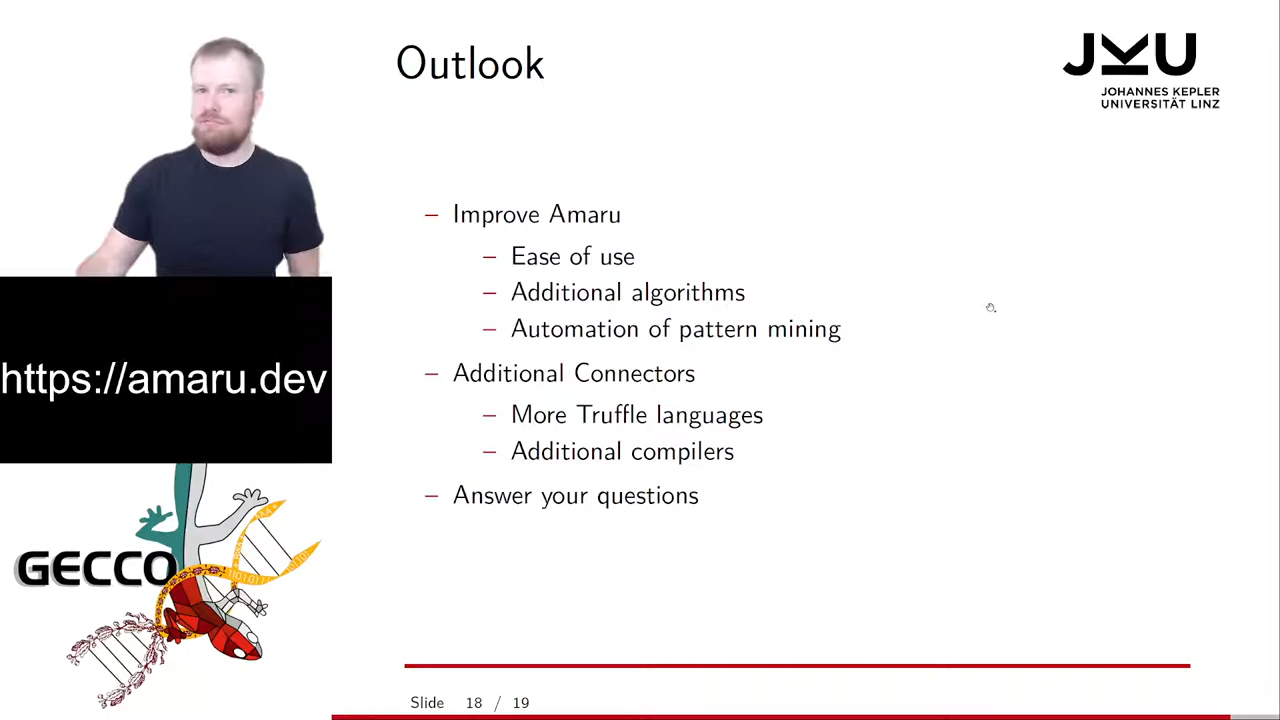 Outlook
JKU
JOHANNES KEPLER
UNIVERSITÄT LINZ
– Improve Amaru
– Ease of use
– Additional algorithms
– Automation of pattern mining
– Additional Connectors
– More Truffle languages
– Additional compilers
– Answer your questions
https://amaru.dev
GECCO
Slide 18 / 19